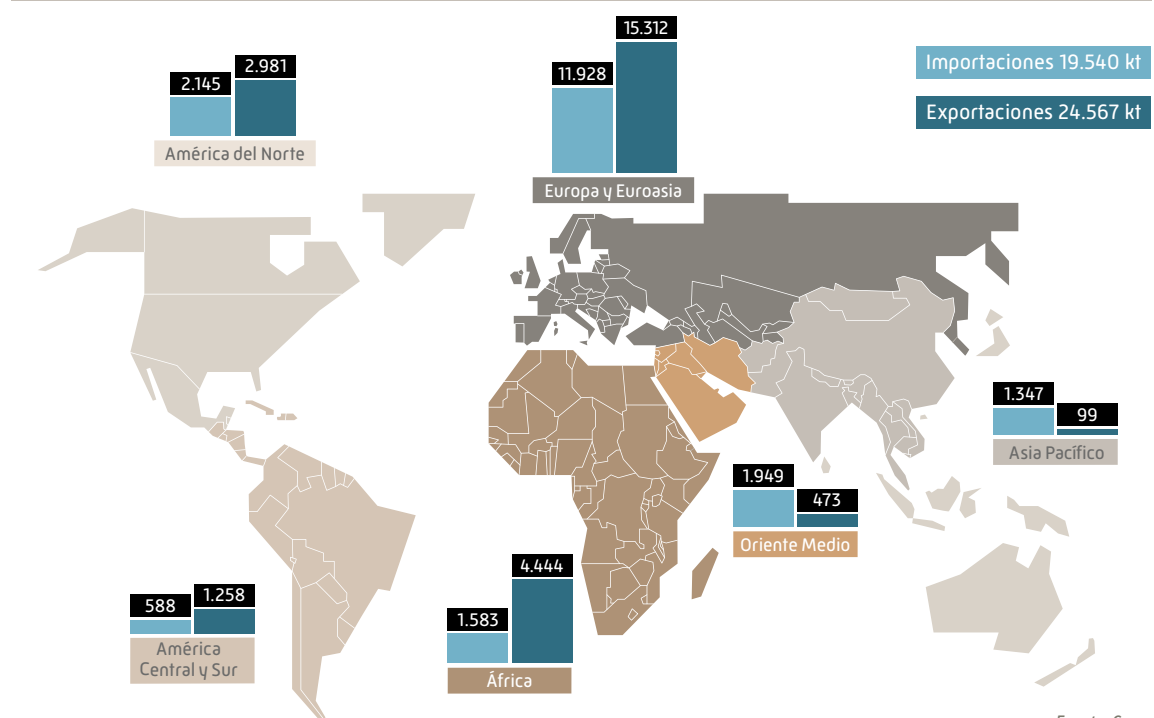 15.312
11.928
2.981
2.145
América del Norte
Europa y Euroasia
Importaciones 19.540 kt
Exportaciones 24.567 kt
1.347
99
Asia Pacífico
1.949
473
Oriente Medio
4.444
1.583
África
588
1.258
América
Central y Sur